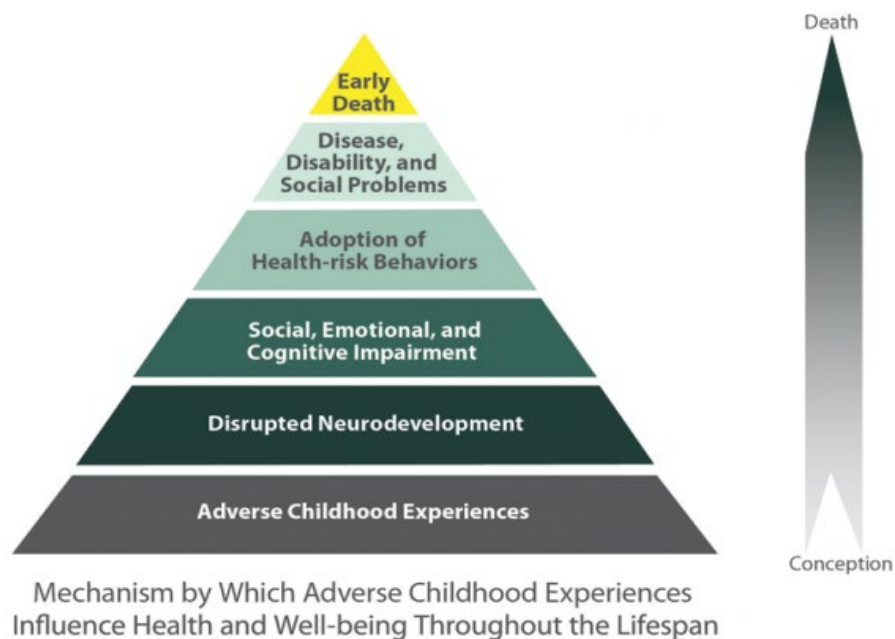 Death
Early
Death
Disease,
Disability, and
Social Problems
Adoption of
Health-risk Behaviors
Social, Emotional, and
Cognitive Impairment
Disrupted Neurodevelopment
Adverse Childhood Experiences
Conception
Mechanism by Which Adverse Childhood Experiences
Influence Health and Well-being Throughout the Lifespan